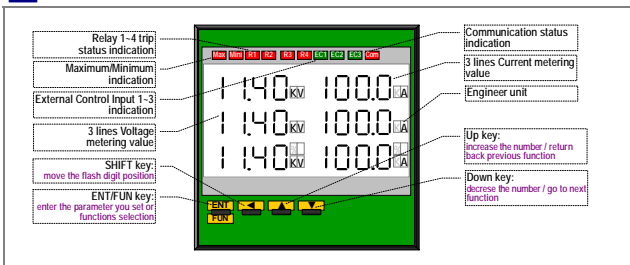 Relay 1~4 trip
status indication
Maximum/Minimum
indication
External Control Input 1~3
indication
3 lines Voltage
metering value
SHIFT key:
move the flash digit position
ENT/FUN key:
enter the parameter you set or
functions selection
Max Mini R1 R2 R3 R4 EC1 EC2 EC3 Com
11.40 KV 100.0 A
11.40 KV 100.0 A
11.40 KV 100.0 A
ENT
FUN
Communication status
indication
3 lines Current metering
value
Engineer unit
Up key:
increase the number / return
back previous function
Down key:
decrese the number / go to next
function